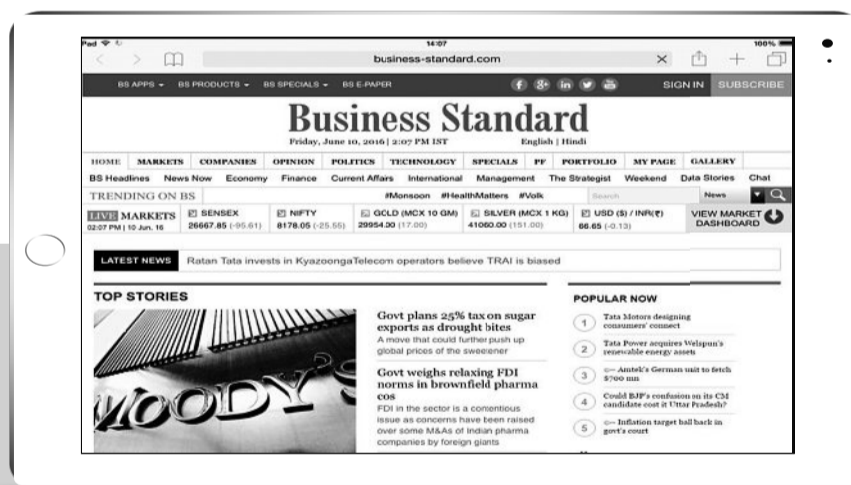 Pad 14:07 100%
business-standard.com
BS APPS BS PRODUCTS BS SPECIALS BS E-PAPER f g+ in SIGN IN SUBSCRIBE
Business Standard
Friday, June 10, 2016 | 2:07 PM IST English | Hindi
HOME MARKETS COMPANIES OPINION POLITICS TECHNOLOGY SPECIALS PF PORTFOLIO MY PAGE GALLERY
BS Headlines News Now Economy Finance Current Affairs International Management The Strategist Weekend Data Stories Chat
TRENDING ON BS #Monsoon #HealthMatters #Volk Search News
LIVE MARKETS SENSEX NIFTY GOLD (MCX 10 GM) SILVER (MCX 1 KG) USD ($) / INR(₹) VIEW MARKET
02:07 PM | 10 Jun. 16 26667.85 (-95.61) 8178.05 (-25.55) 29954.00 (17.00) 41060.00 (151.00) 66.65 (-0.13) DASHBOARD
LATEST NEWS Ratan Tata invests in KyazoongaTelecom operators believe TRAI is biased
TOP STORIES
MOODY'S
Govt plans 25% tax on sugar
exports as drought bites
A move that could further push up
global prices of the sweetener
Govt weighs relaxing FDI
norms in brownfield pharma
cos
FDI in the sector is a contentious
issue as concerns have been raised
over some M&As of Indian pharma
companies by foreign giants
POPULAR NOW
1 Tata Motors designing
consumers' connect
2 Tata Power acquires Welspun's
renewable energy assets
3 Amtek's German unit to fetch
$700 mn
4 Could BJP's confusion on its CM
candidate cost it Uttar Pradesh?
5 Inflation target ball back in
govt's court